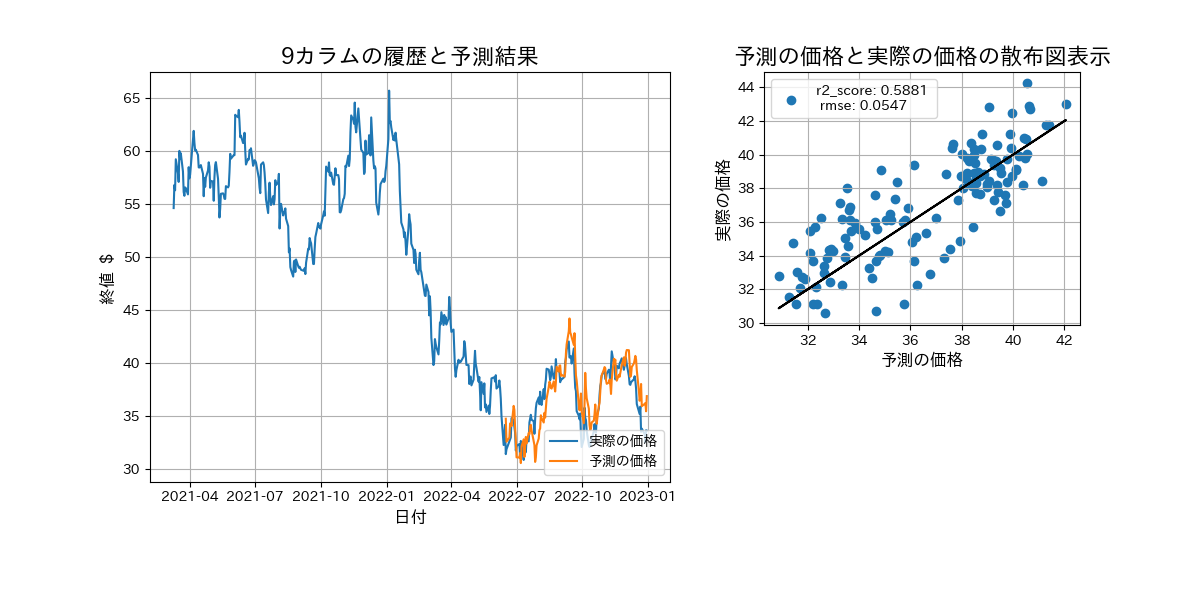 9カラムの履歴と予測結果
終値 $
65
60
55
50
45
40
35
30
2021-04 2021-07 2021-10 2022-01 2022-04 2022-07 2022-10 2023-01
日付
実際の価格
予測の価格
予測の価格と実際の価格の散布図表示
r2_score: 0.5881
rmse: 0.0547
実際の価格
44
42
40
38
36
34
32
30
32 34 36 38 40 42
予測の価格